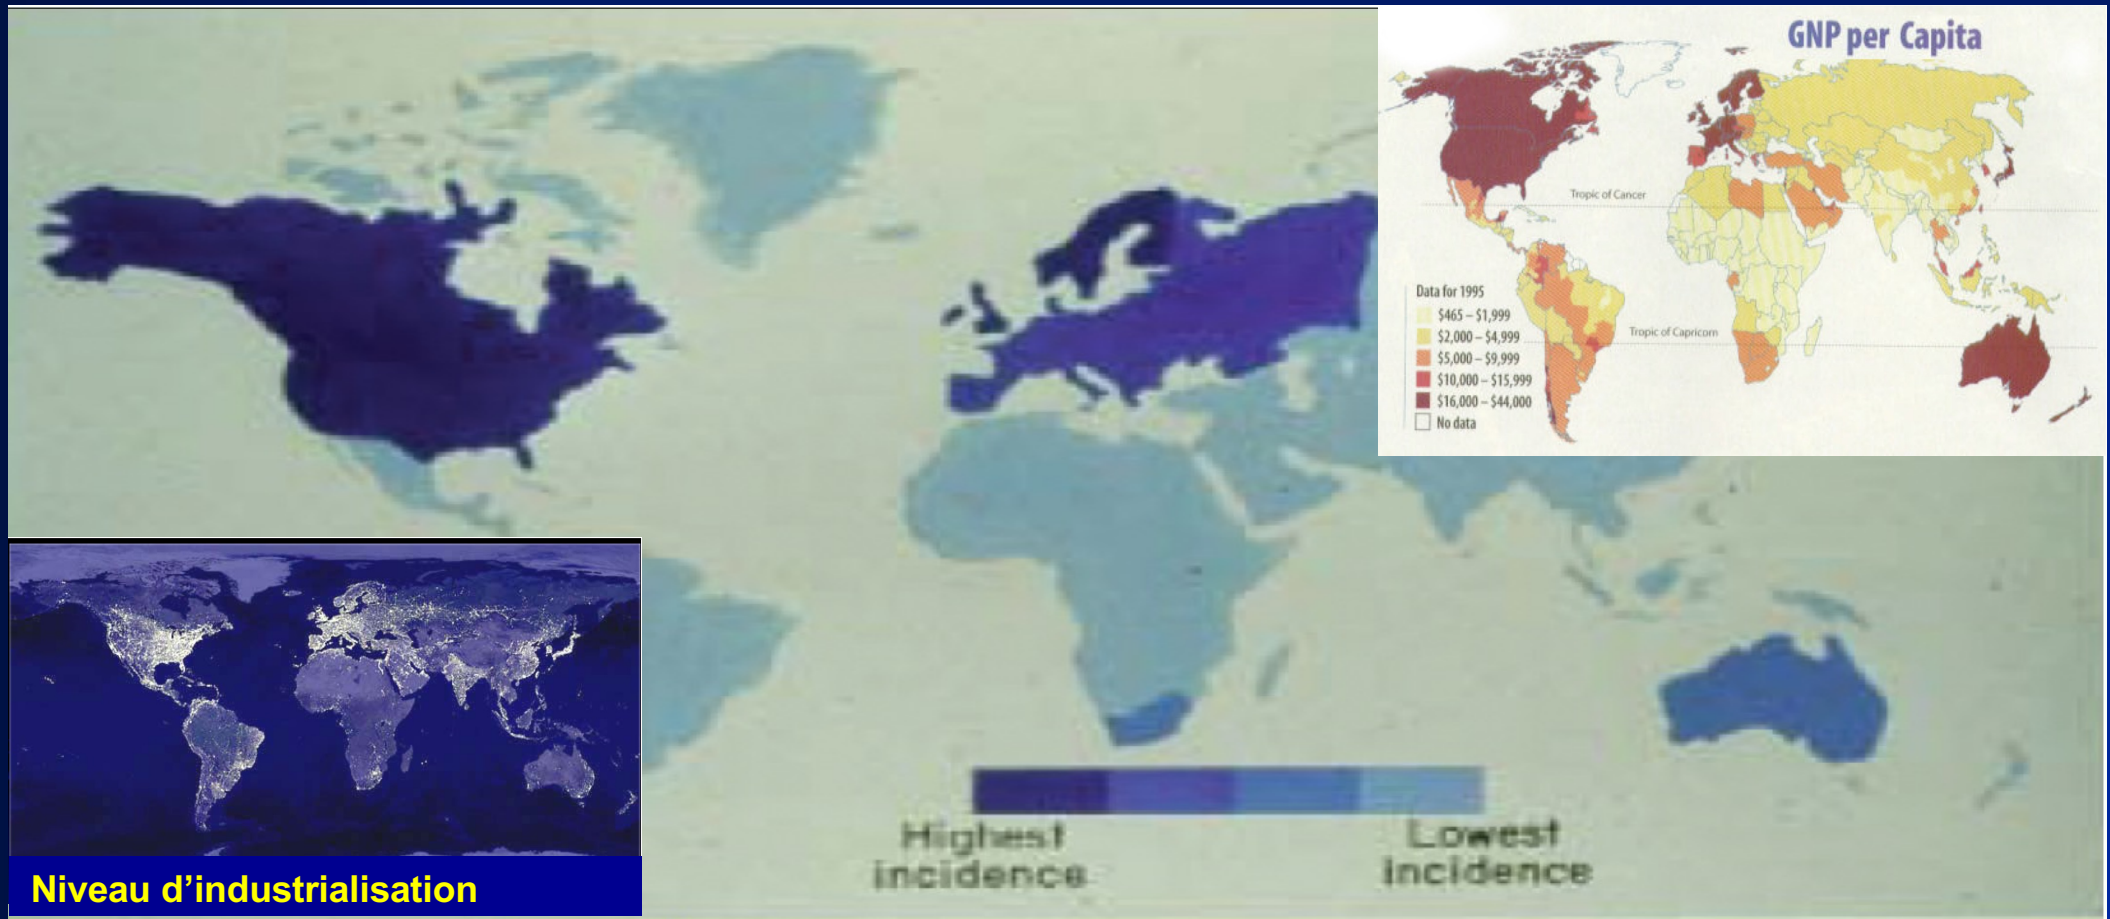 GNP per Capita
Tropic of Cancer
Data for 1995
$465 – $1,999
$2,000 – $4,999
Tropic of Capricorn
$5,000 – $9,999
$10,000 – $15,999
$16,000 – $44,000
No data
Highest
incidence
Lowest
incidence
Niveau d’industrialisation